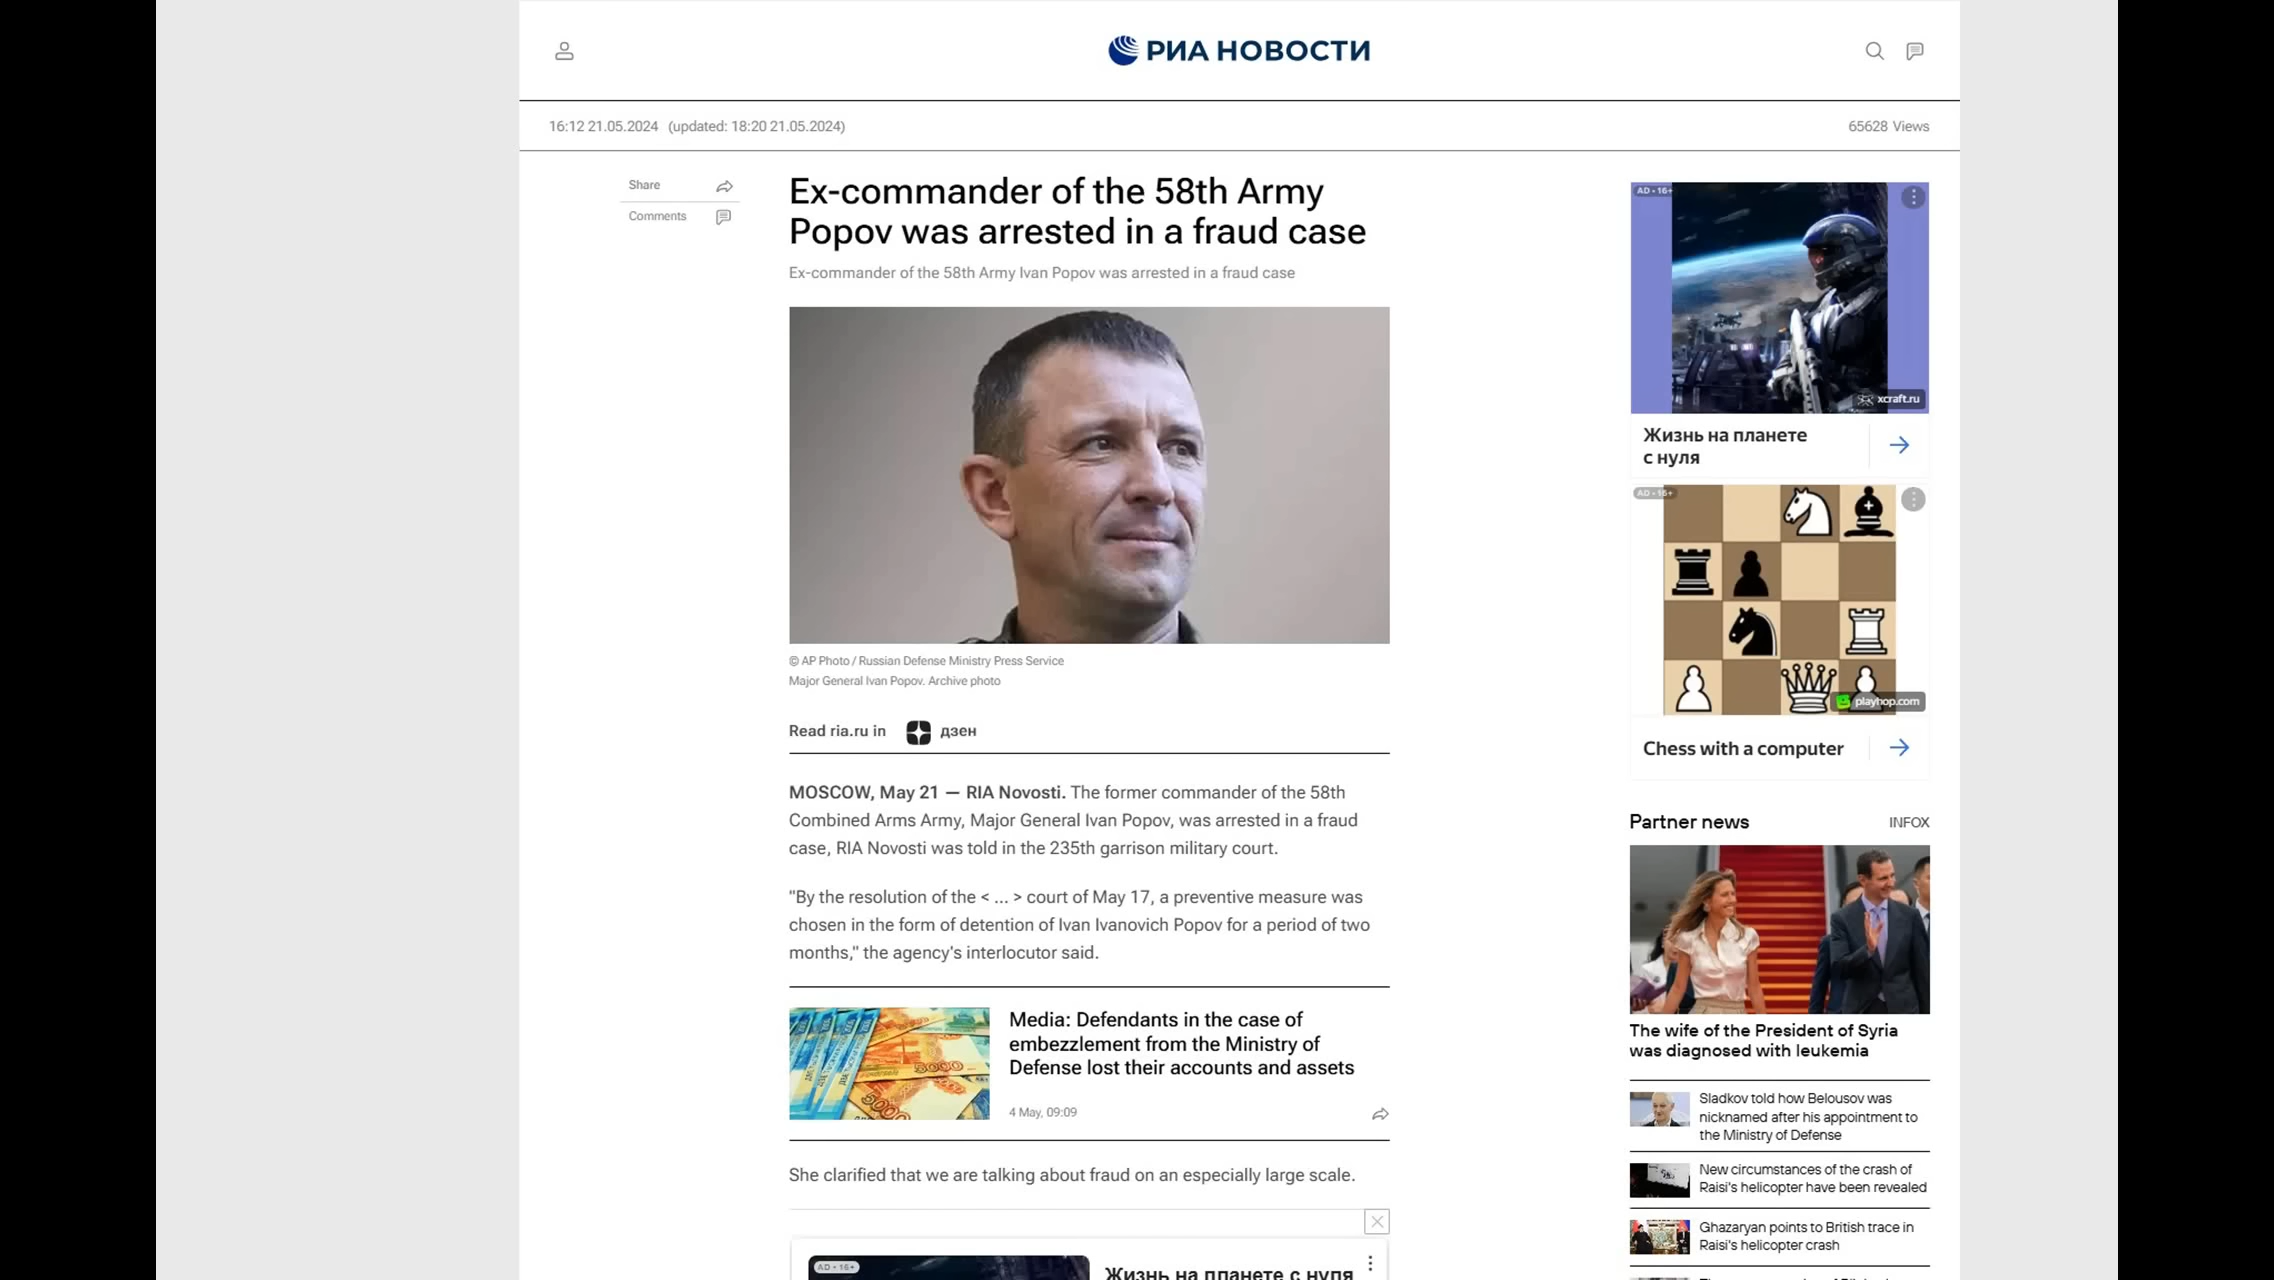 РИА НОВОСТИ
16:12 21.05.2024 (updated: 18:20 21.05.2024)
65628 Views
Share
Comments
Ex-commander of the 58th Army
Popov was arrested in a fraud case
Ex-commander of the 58th Army Ivan Popov was arrested in a fraud case
© AP Photo / Russian Defense Ministry Press Service
Major General Ivan Popov. Archive photo
Read ria.ru in дзен
MOSCOW, May 21 — RIA Novosti. The former commander of the 58th
Combined Arms Army, Major General Ivan Popov, was arrested in a fraud
case, RIA Novosti was told in the 235th garrison military court.
"By the resolution of the < ... > court of May 17, a preventive measure was
chosen in the form of detention of Ivan Ivanovich Popov for a period of two
months," the agency's interlocutor said.
5000
5000
Media: Defendants in the case of
embezzlement from the Ministry of
Defense lost their accounts and assets
4 May, 09:09
She clarified that we are talking about fraud on an especially large scale.
AD • 16+
Жизнь на планете с нуля
AD • 16+
xcraft.ru
Жизнь на планете
с нуля
AD • 16+
playhop.com
Chess with a computer
Partner news
INFOX
The wife of the President of Syria
was diagnosed with leukemia
Sladkov told how Belousov was
nicknamed after his appointment to
the Ministry of Defense
New circumstances of the crash of
Raisi's helicopter have been revealed
Ghazaryan points to British trace in
Raisi's helicopter crash